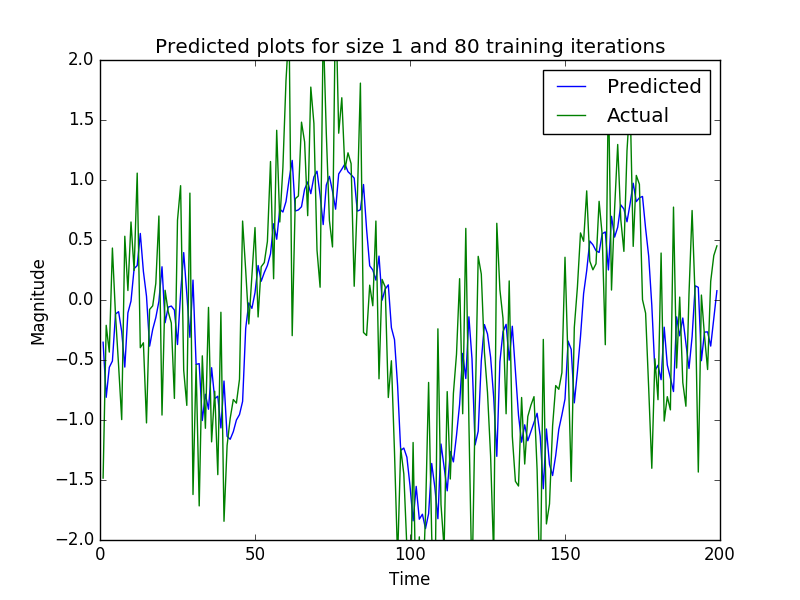 Predicted plots for size 1 and 80 training iterations
Predicted
Actual
2.0
1.5
1.0
0.5
0.0
−0.5
−1.0
−1.5
−2.0
Magnitude
0
50
100
150
200
Time